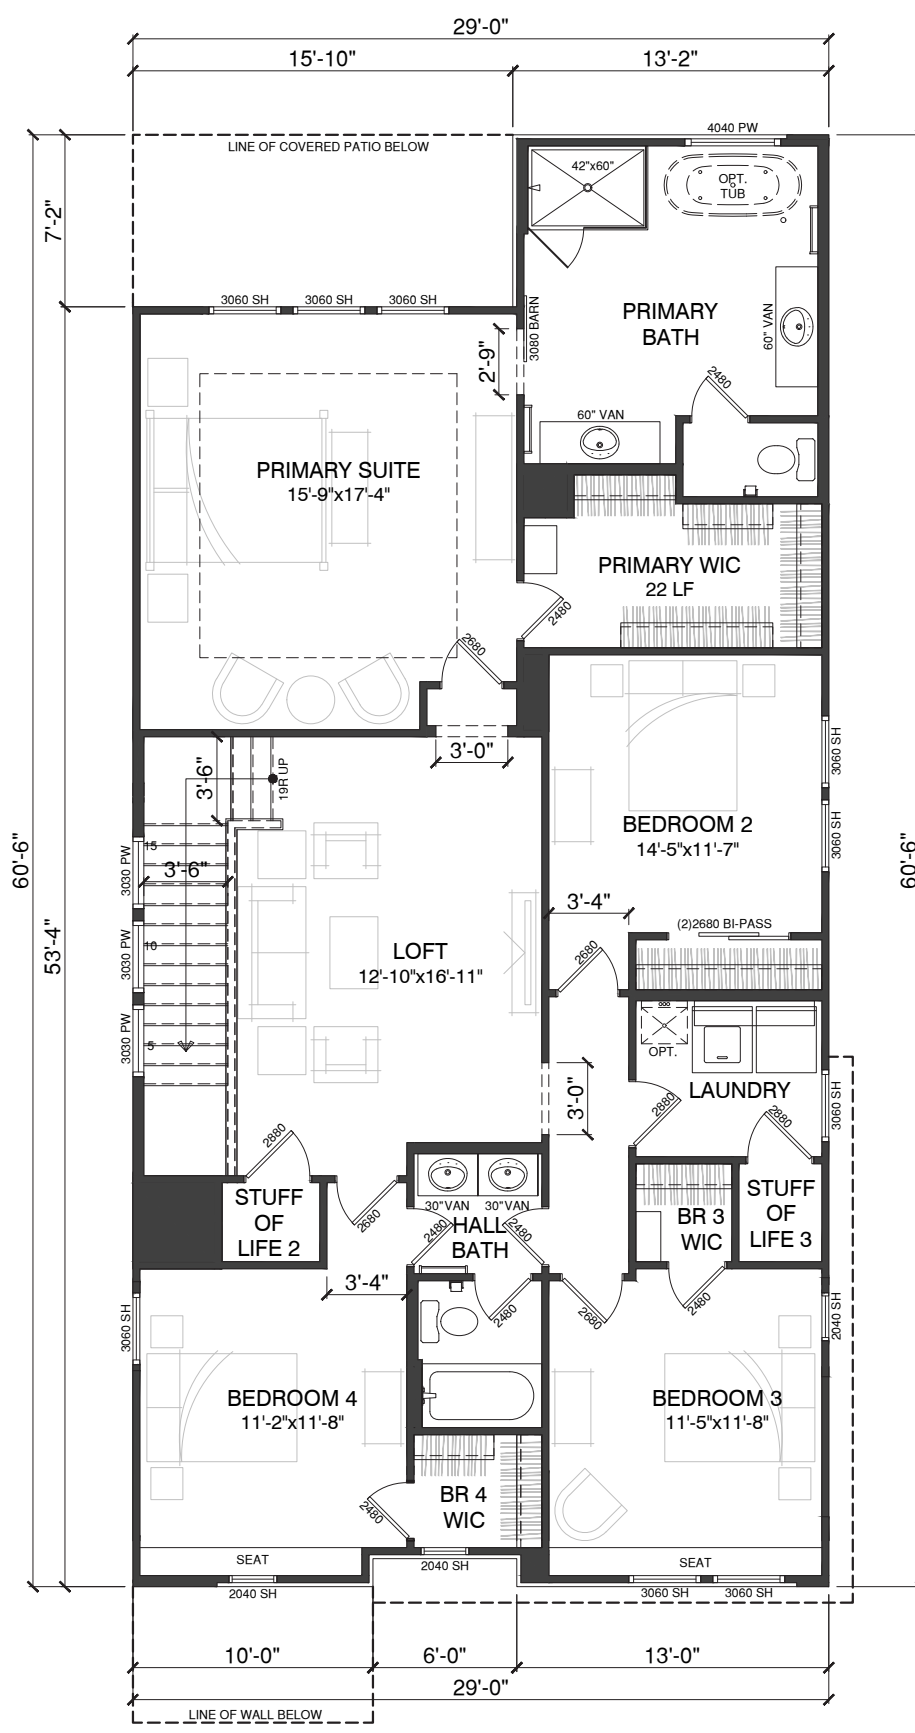 29'-0"
15'-10"
13'-2"
4040 PW
LINE OF COVERED PATIO BELOW
42"x60"
OPT.
TUB
7'-2"
3060 SH
3060 SH
3060 SH
PRIMARY
BATH
3080 BARN
60" VAN
2'-9"
2480
60" VAN
PRIMARY SUITE
15'-9"x17'-4"
PRIMARY WIC
22 LF
2480
2680
3'-0"
3'-6"
19R UP
3060 SH
BEDROOM 2
14'-5"x11'-7"
3060 SH
60'-6"
60'-6"
53'-4"
15
3'-6"
3030 PW
3'-4"
(2)2680 BI-PASS
10
3030 PW
LOFT
12'-10"x16'-11"
2680
5
3030 PW
OPT.
LAUNDRY
3'-0"
2880
3060 SH
2880
2880
STUFF
OF
LIFE 2
2680
30"VAN
30"VAN
2480
HALL
BATH
2480
BR 3
WIC
STUFF
OF
LIFE 3
3'-4"
3060 SH
2480
2680
2480
2040 SH
BEDROOM 4
11'-2"x11'-8"
BEDROOM 3
11'-5"x11'-8"
2480
BR 4
WIC
SEAT
2040 SH
SEAT
2040 SH
3060 SH
3060 SH
10'-0"
6'-0"
13'-0"
29'-0"
LINE OF WALL BELOW